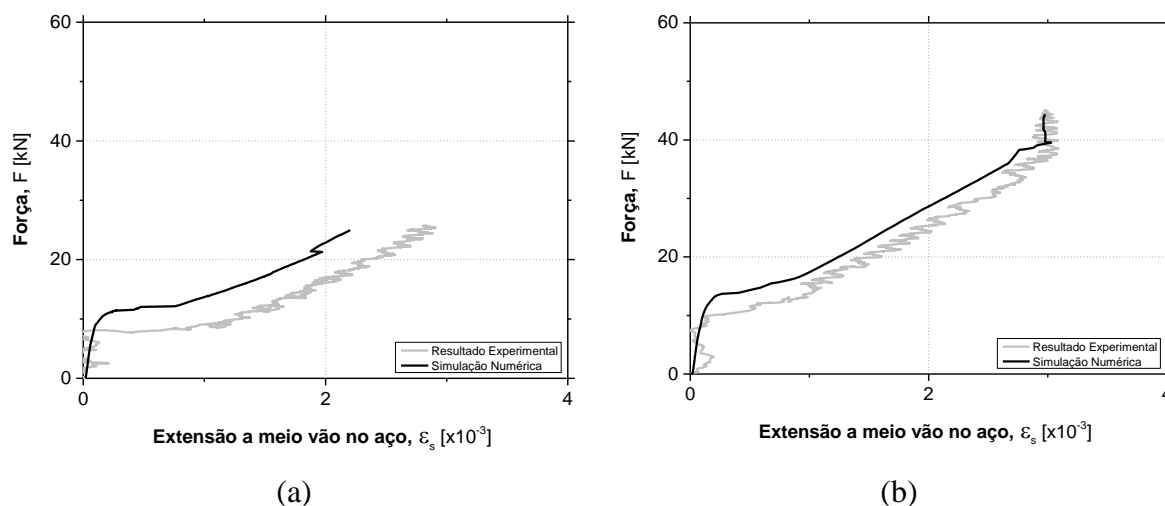 60
40
20
0
0
2
4
Força, F [kN]
Resultado Experimental
Simulação Numérica
Extensão a meio vão no aço, εs [x10-3]
(a)
60
40
20
0
0
2
4
Força, F [kN]
Resultado Experimental
Simulação Numérica
Extensão a meio vão no aço, εs [x10-3]
(b)